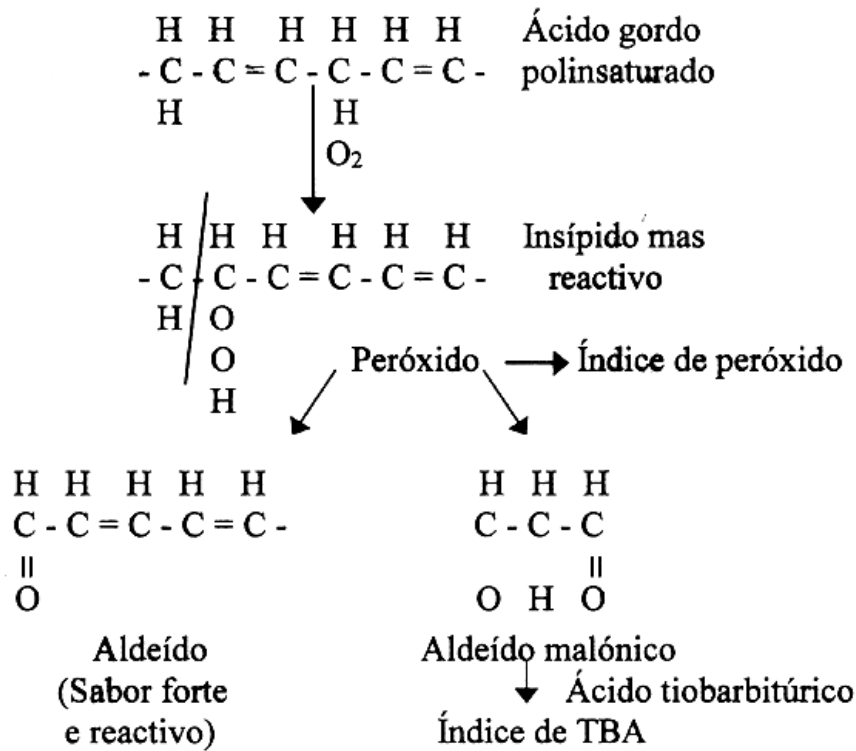 H H H H H H Ácido gordo
- C - C = C - C - C = C - polinsaturado
H H
O₂
H H H H H H Insípido mas
- C - C - C = C - C = C - reactivo
H O
O Peróxido Índice de peróxido
H
H H H H H H H H
C - C = C - C = C - C - C - C
= =
O O H O
Aldeído Aldeído malónico
(Sabor forte Ácido tiobarbitúrico
e reactivo) Índice de TBA